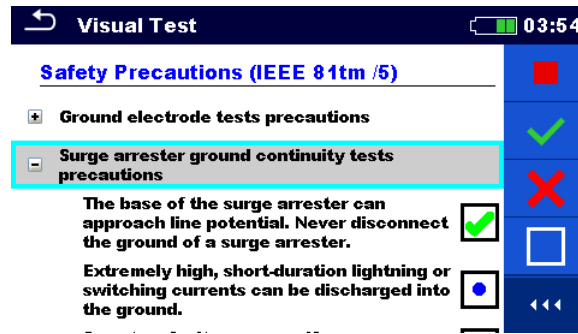 Visual Test
03:54
Safety Precautions (IEEE 81tm /5)
Ground electrode tests precautions
Surge arrester ground continuity tests
precautions
The base of the surge arrester can
approach line potential. Never disconnect
the ground of a surge arrester.
Extremely high, short-duration lightning or
switching currents can be discharged into
the ground.